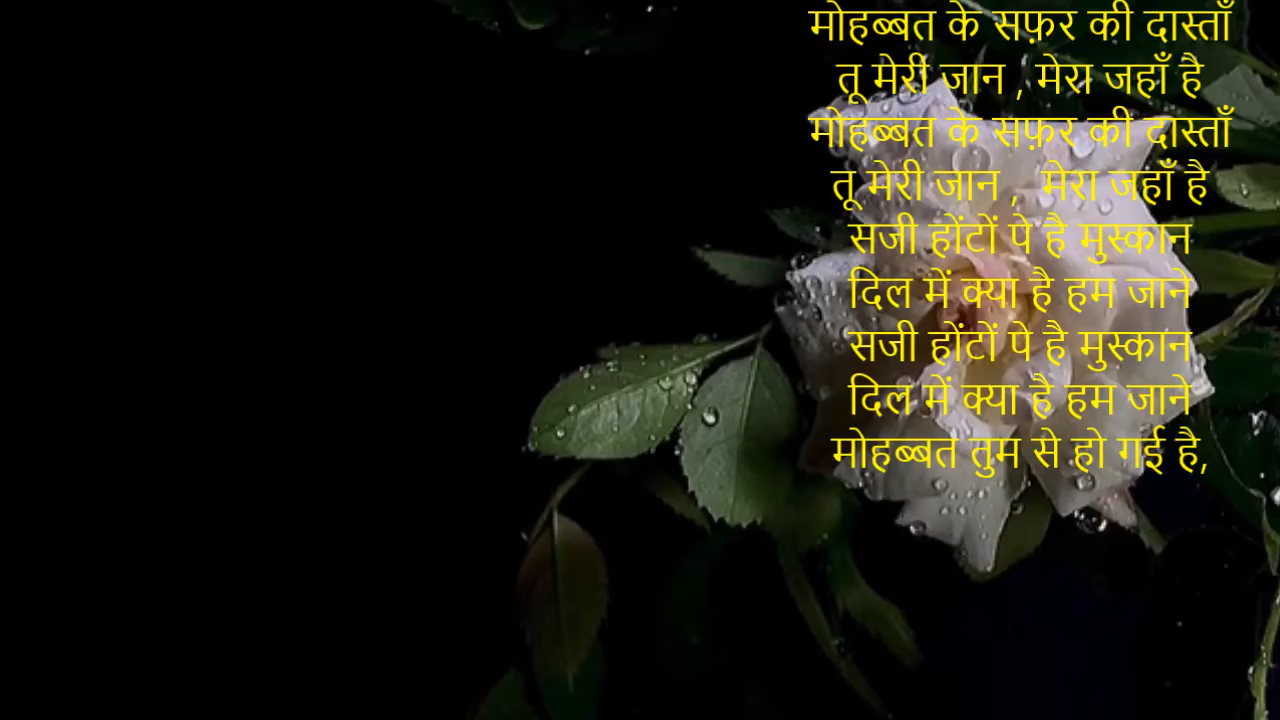 मोहब्बत के सफ़र की दास्ताँ
तू मेरी जान , मेरा जहाँ है
मोहब्बत के सफ़र की दास्ताँ
तू मेरी जान , मेरा जहाँ है
सजी होंटों पे है मुस्कान
दिल में क्या है हम जाने
सजी होंटों पे है मुस्कान
दिल में क्या है हम जाने
मोहब्बत तुम से हो गई है,